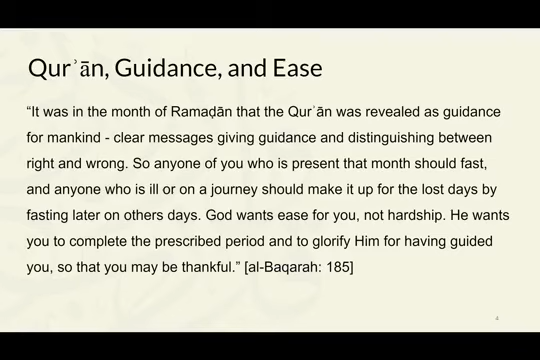 Qurʾān, Guidance, and Ease
“It was in the month of Ramaḍān that the Qurʾān was revealed as guidance
for mankind - clear messages giving guidance and distinguishing between
right and wrong. So anyone of you who is present that month should fast,
and anyone who is ill or on a journey should make it up for the lost days by
fasting later on others days. God wants ease for you, not hardship. He wants
you to complete the prescribed period and to glorify Him for having guided
you, so that you may be thankful.” [al-Baqarah: 185]
4